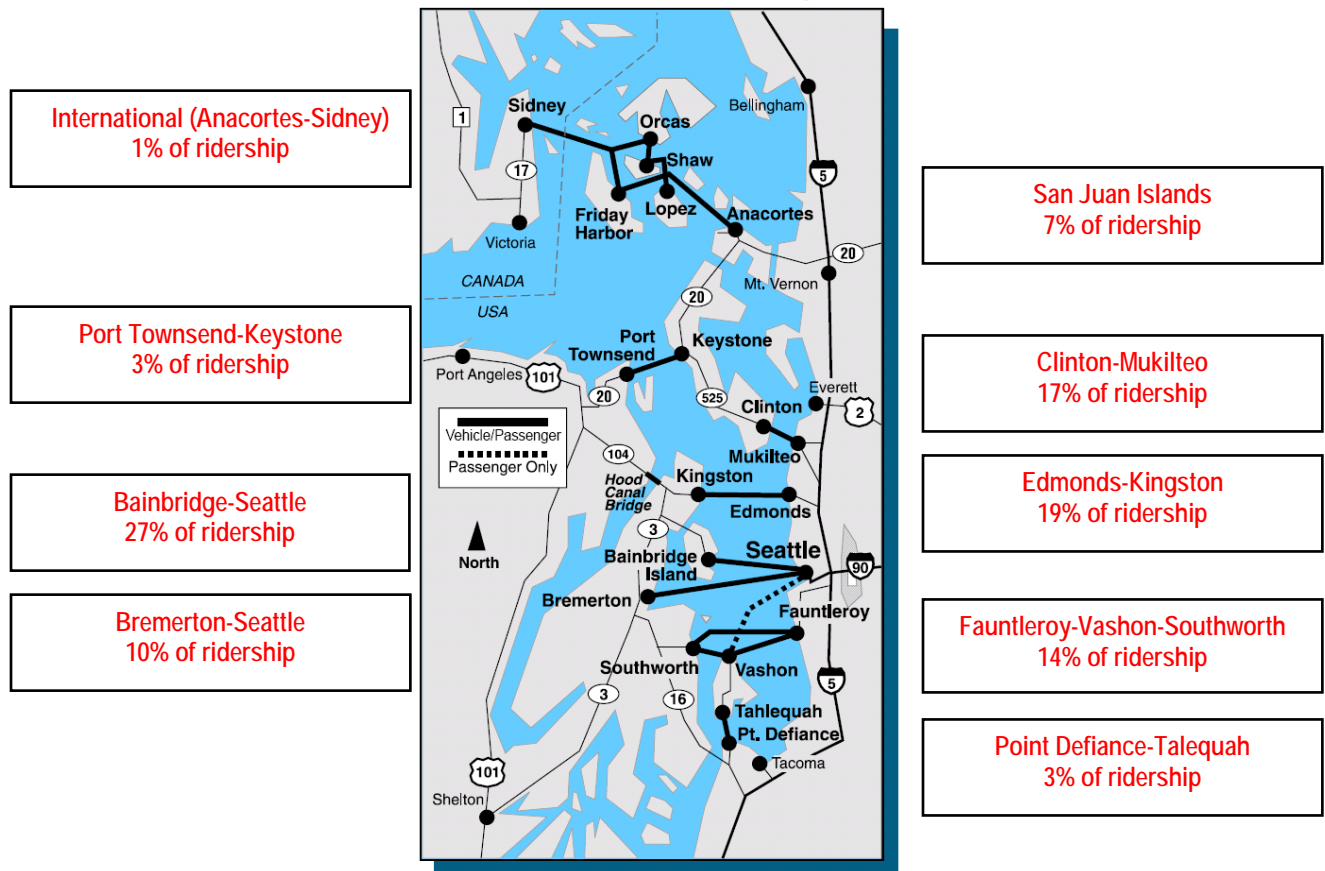 International (Anacortes-Sidney)
1% of ridership
Port Townsend-Keystone
3% of ridership
Bainbridge-Seattle
27% of ridership
Bremerton-Seattle
10% of ridership
Sidney
Orcas
Bellingham
1
Shaw
17
5
Friday
Harbor
Lopez
Anacortes
Victoria
20
CANADA
Mt. Vernon
USA
20
Port
Townsend
Keystone
Port Angeles
101
20
525
Everett
2
Clinton
Vehicle/Passenger
Passenger Only
Mukilteo
104
Hood
Canal
Bridge
Kingston
Edmonds
3
North
Bainbridge
Island
Seattle
90
Bremerton
Fauntleroy
Southworth
Vashon
5
3
16
Tahlequah
Pt. Defiance
Tacoma
101
Shelton
San Juan Islands
7% of ridership
Clinton-Mukilteo
17% of ridership
Edmonds-Kingston
19% of ridership
Fauntleroy-Vashon-Southworth
14% of ridership
Point Defiance-Talequah
3% of ridership